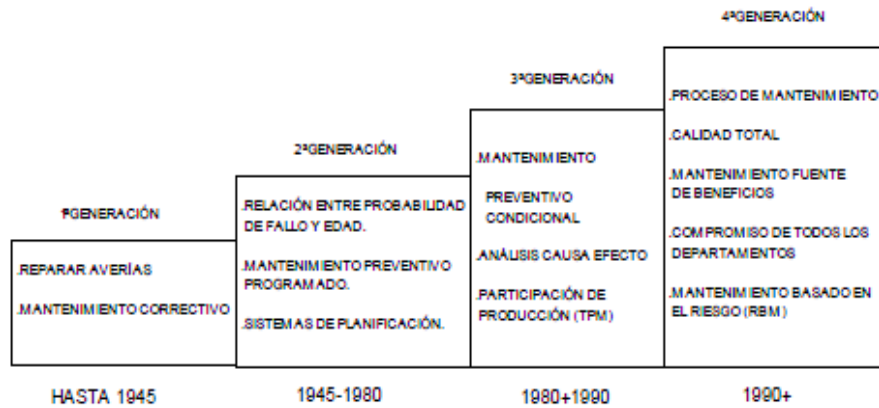 1ªGENERACIÓN
.REPARAR AVERÍAS
.MANTENIMIENTO CORRECTIVO
HASTA 1945
2ªGENERACIÓN
.RELACIÓN ENTRE PROBABILIDAD
DE FALLO Y EDAD.
.MANTENIMIENTO PREVENTIVO
PROGRAMADO.
.SISTEMAS DE PLANIFICACIÓN.
1945-1980
3ªGENERACIÓN
.MANTENIMIENTO
PREVENTIVO
CONDICIONAL
.ANÁLISIS CAUSA EFECTO
.PARTICIPACIÓN DE
PRODUCCIÓN (TPM)
1980+1990
4ªGENERACIÓN
.PROCESO DE MANTENIMIENTO
.CALIDAD TOTAL
.MANTENIMIENTO FUENTE
DE BENEFICIOS
.COMPROMISO DE TODOS LOS
DEPARTAMENTOS
.MANTENIMIENTO BASADO EN
EL RIESGO (RBM)
1990+